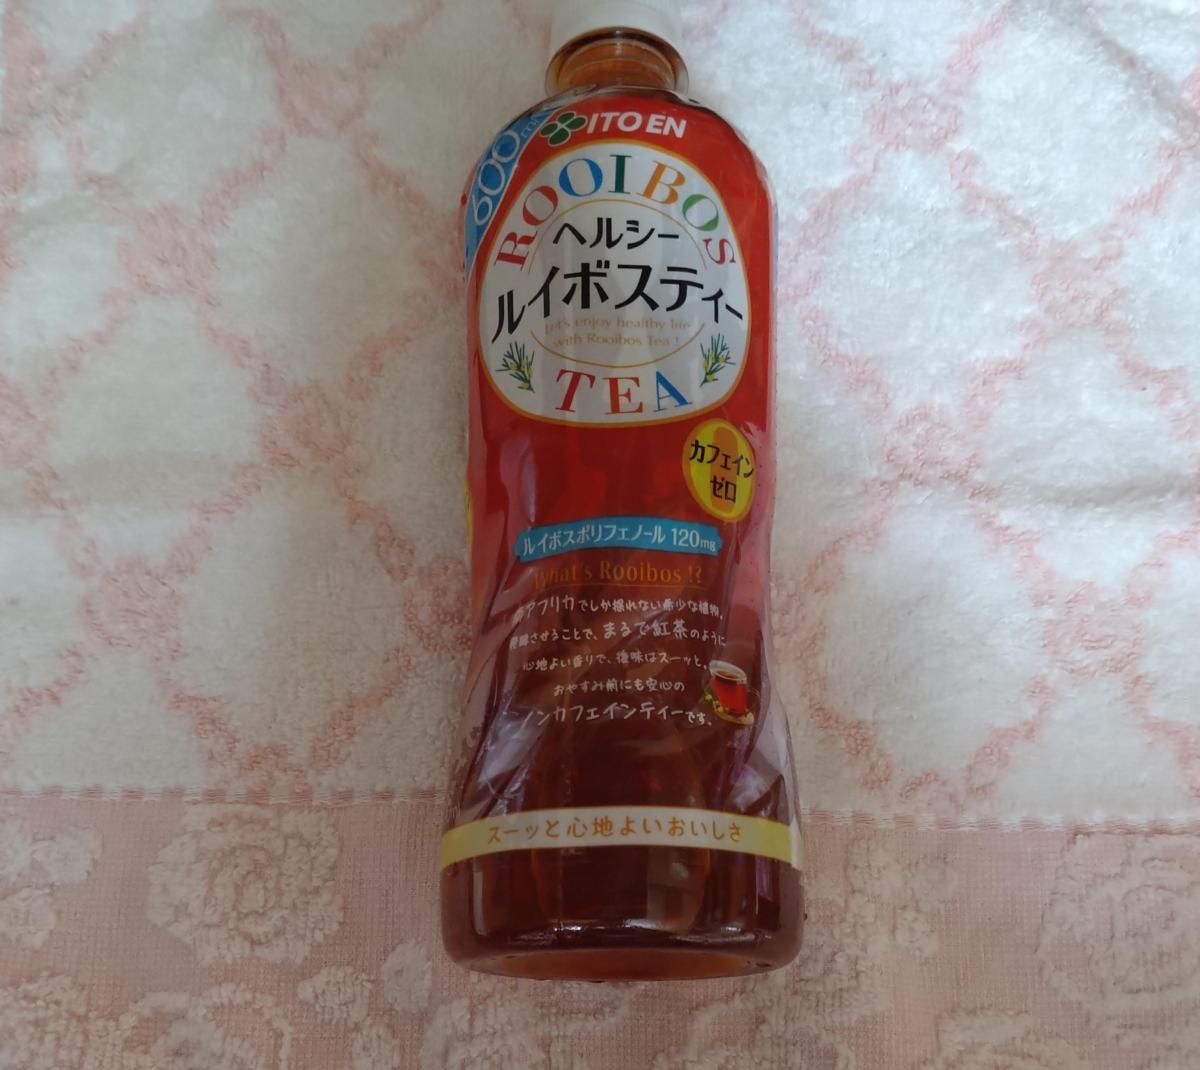 600ml
ITO EN
ROOIBOS
ヘルシー
ルイボスティー
Let's enjoy healthy life
with Rooibos Tea !
TEA
カフェイン
ゼロ
ルイボスポリフェノール 120mg
What's Rooibos !?
南アフリカでしか採れない希少な植物。
発酵させることで、まるで紅茶のように
心地よい香りで、後味はスーッと。
おやすみ前にも安心の
ノンカフェインティーです。
スーッと心地よいおいしさ